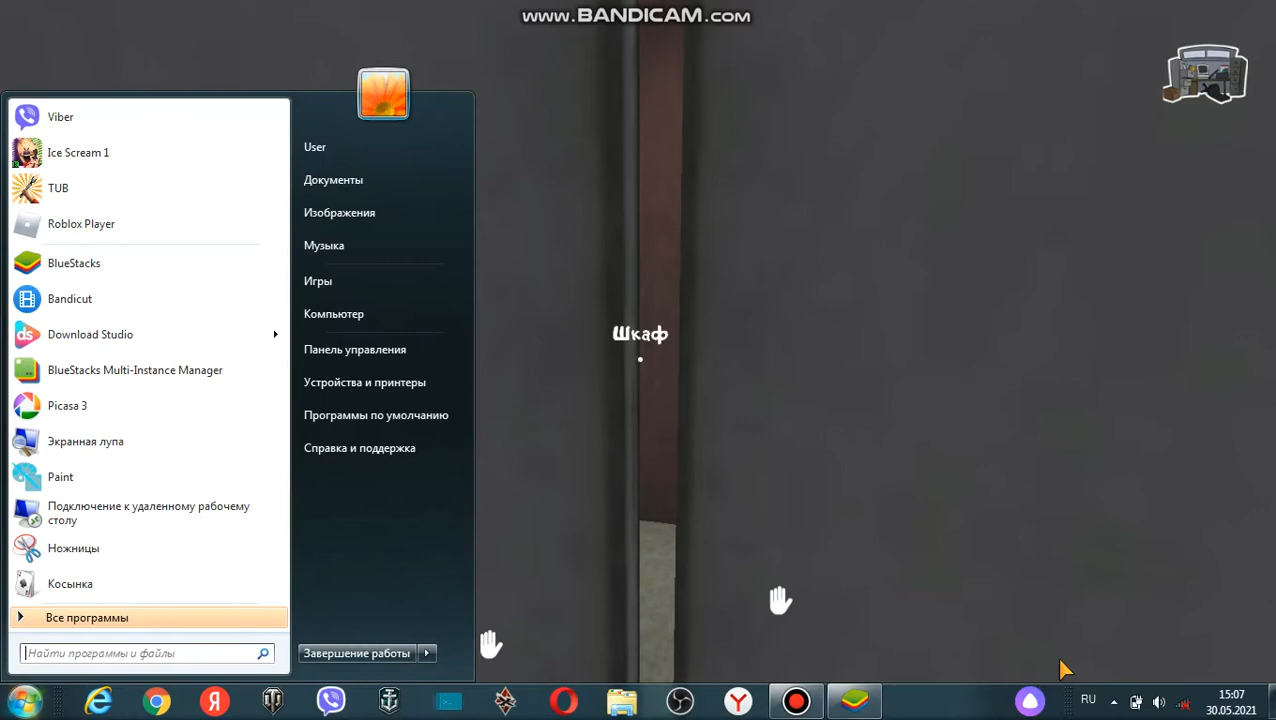 www.BANDICAM.com
Viber
Ice Scream 1
TUB
Roblox Player
BlueStacks
Bandicut
Download Studio
BlueStacks Multi-Instance Manager
Picasa 3
Экранная лупа
Paint
Подключение к удаленному рабочему
столу
Ножницы
Косынка
Все программы
Найти программы и файлы
User
Документы
Изображения
Музыка
Игры
Компьютер
Панель управления
Устройства и принтеры
Программы по умолчанию
Справка и поддержка
Завершение работы
Шкаф
RU
15:07
30.05.2021